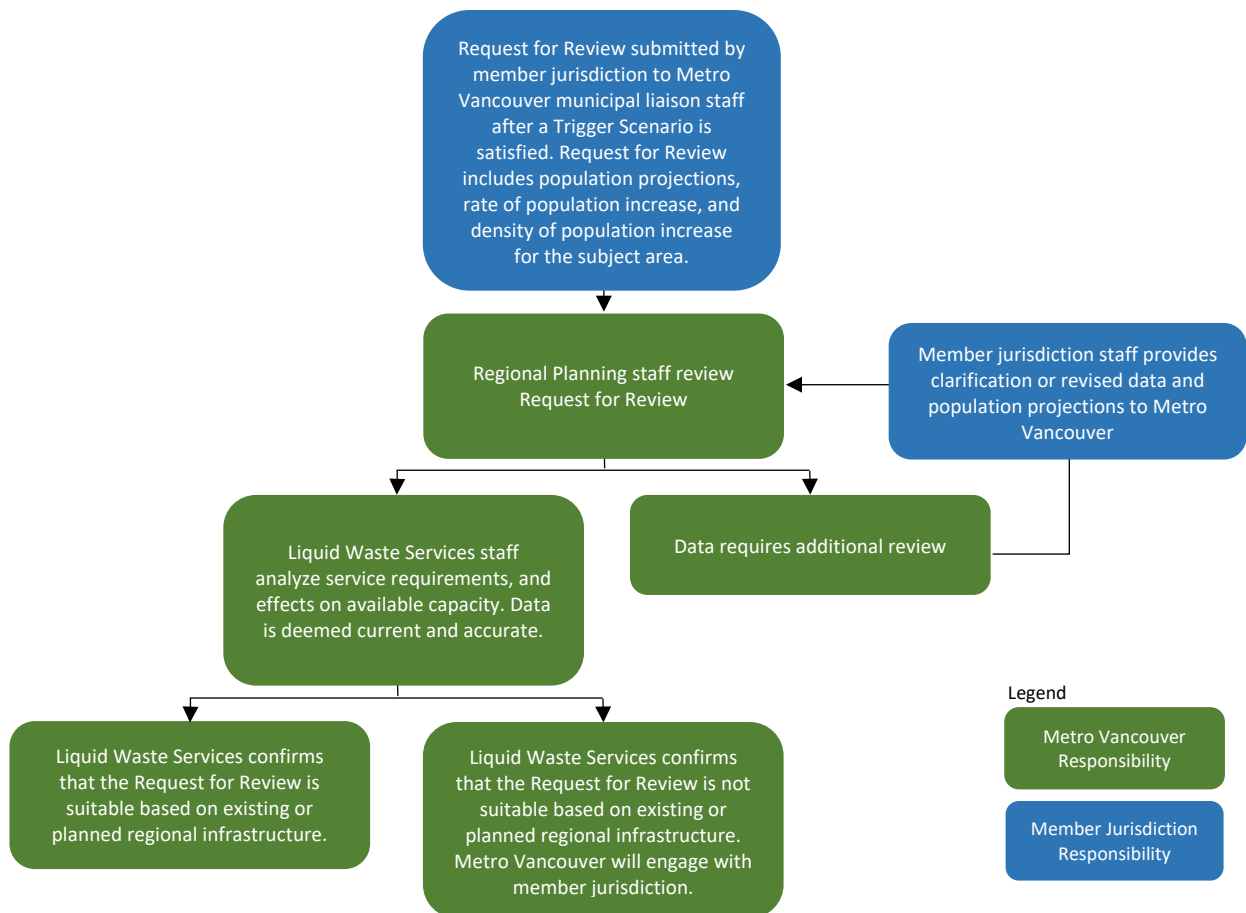 Request for Review submitted by
member jurisdiction to Metro
Vancouver municipal liaison staff
after a Trigger Scenario is
satisfied. Request for Review
includes population projections,
rate of population increase, and
density of population increase
for the subject area.
Regional Planning staff review
Request for Review
Member jurisdiction staff provides
clarification or revised data and
population projections to Metro
Vancouver
Liquid Waste Services staff
analyze service requirements, and
effects on available capacity. Data
is deemed current and accurate.
Data requires additional review
Liquid Waste Services confirms
that the Request for Review is
suitable based on existing or
planned regional infrastructure.
Liquid Waste Services confirms
that the Request for Review is not
suitable based on existing or
planned regional infrastructure.
Metro Vancouver will engage with
member jurisdiction.
Legend
Metro Vancouver
Responsibility
Member Jurisdiction
Responsibility